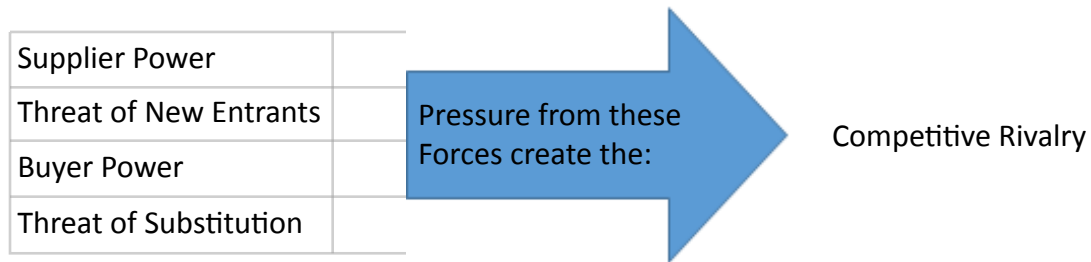 Supplier Power
Threat of New Entrants
Buyer Power
Threat of Substitution
Pressure from these
Forces create the:
Competitive Rivalry